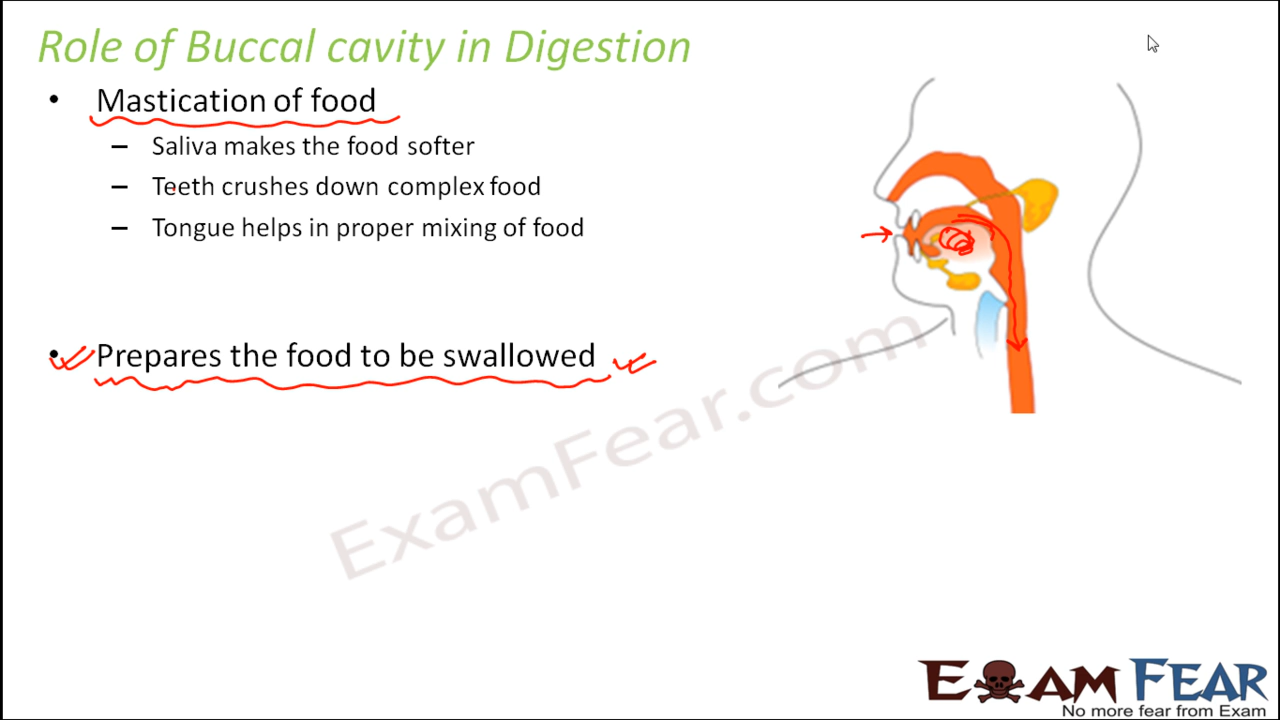 Role of Buccal cavity in Digestion
• Mastication of food
– Saliva makes the food softer
– Teeth crushes down complex food
– Tongue helps in proper mixing of food
• Prepares the food to be swallowed
ExamFear.com
EXAM FEAR
No more fear from Exam